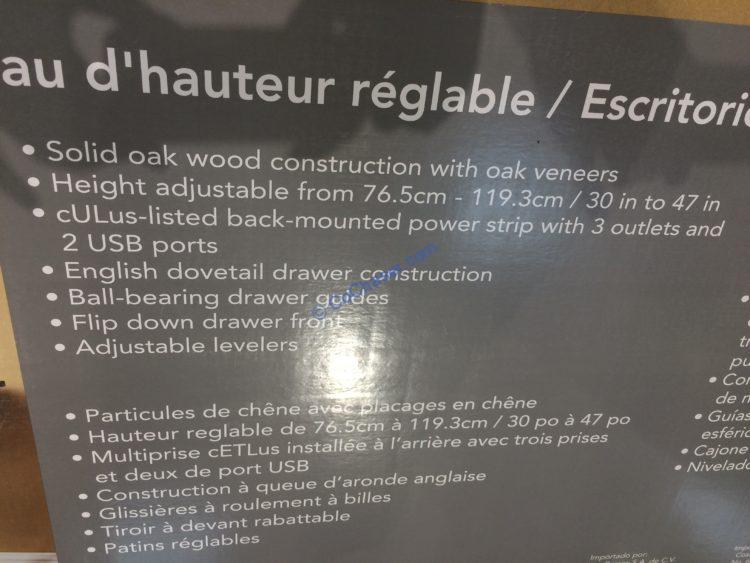 au d'hauteur réglable / Escritori
• Solid oak wood construction with oak veneers
• Height adjustable from 76.5cm - 119.3cm / 30 in to 47 in
• cULus-listed back-mounted power strip with 3 outlets and
2 USB ports
• English dovetail drawer construction
• Ball-bearing drawer guides
• Flip down drawer front
• Adjustable levelers
• Particules de chêne avec placages en chêne
• Hauteur reglable de 76.5cm à 119.3cm / 30 po à 47 po
• Multiprise cETLus installée à l'arrière avec trois prises
et deux de port USB
• Construction à queue d'aronde anglaise
• Glissières à roulement à billes
• Tiroir à devant rabattable
• Patins réglables
tr
pu
• Con
de m
• Guías
esféric
• Cajone
• Nivelado
Importado por: